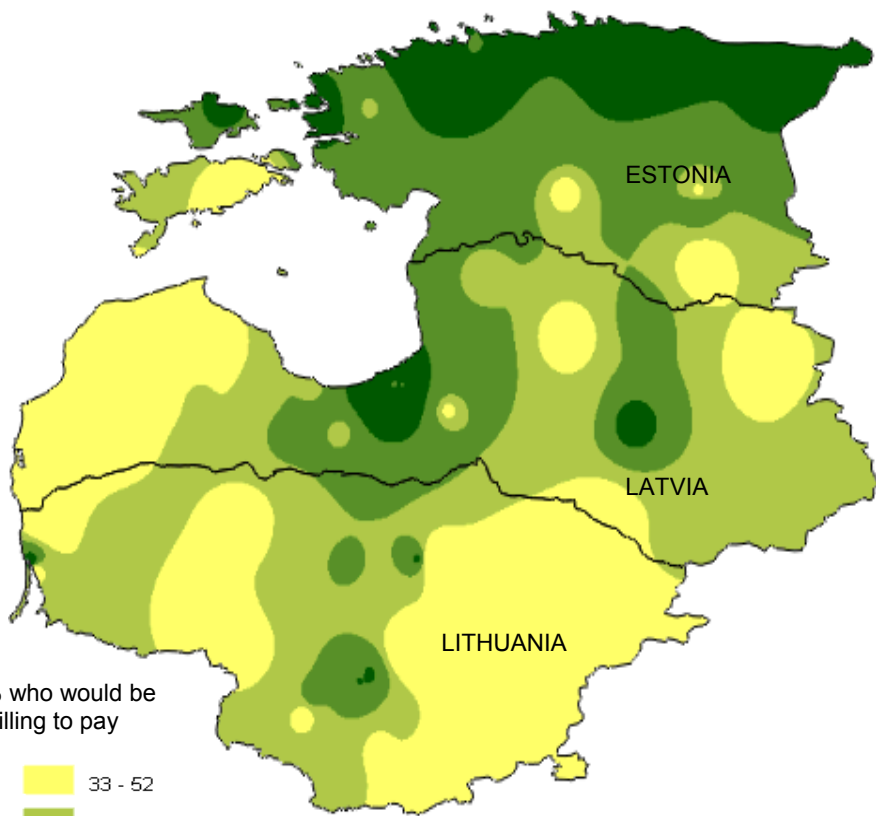 ESTONIA
LATVIA
LITHUANIA
who would be
illing to pay
33 - 52